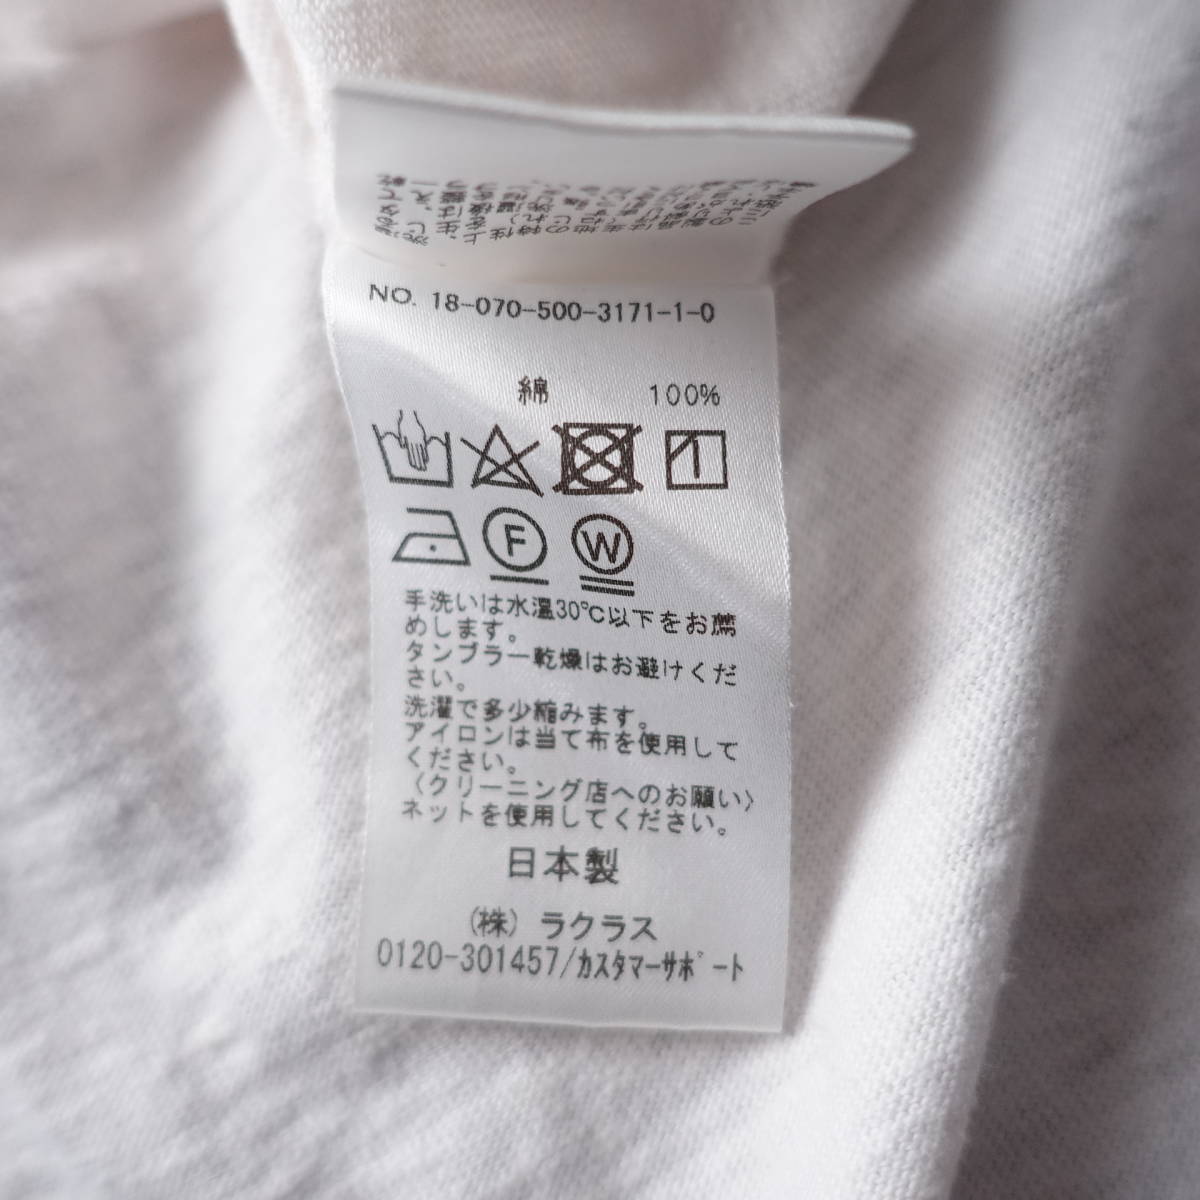 NO. 18-070-500-3171-1-0
綿 100%
F W
手洗いは水温30℃以下をお薦
めします。
タンブラー乾燥はお避けくだ
さい。
洗濯で多少縮みます。
アイロンは当て布を使用して
ください。
〈クリーニング店へのお願い〉
ネットを使用してください。
日本製
(株) ラクラス
0120-301457/ｶｽﾀﾏｰｻﾎﾟｰﾄ